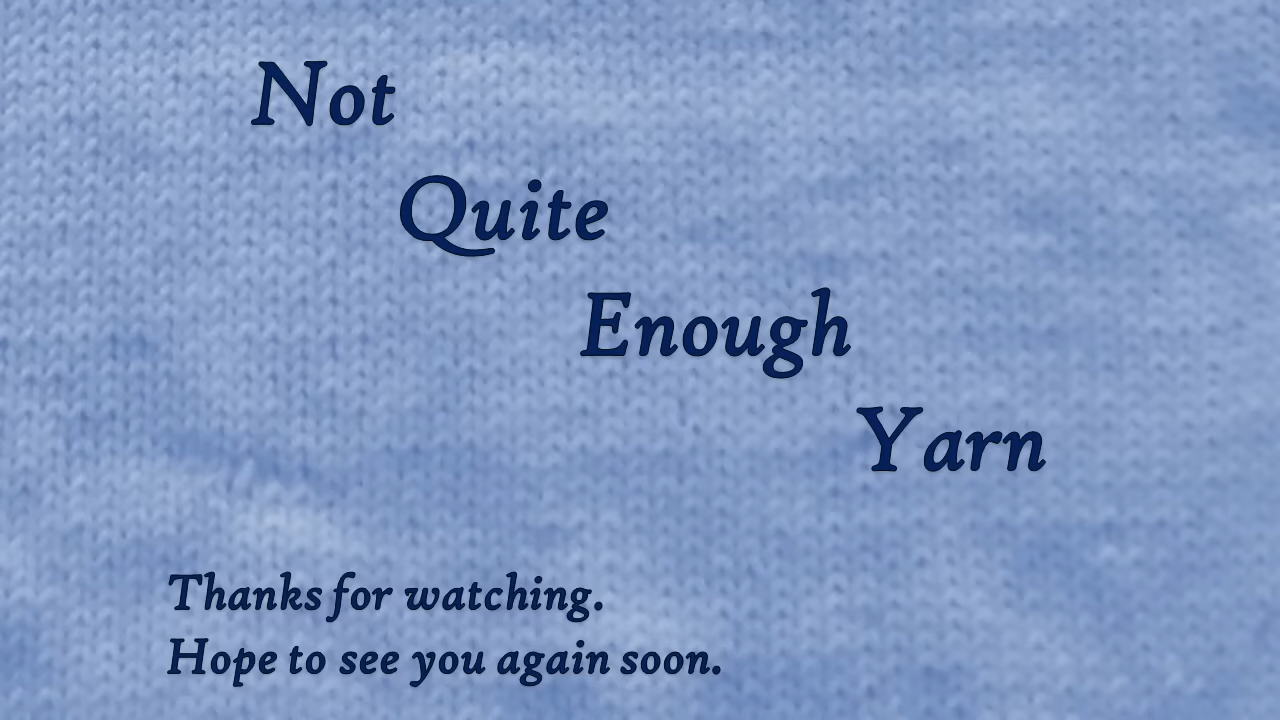 Not
Quite
Enough
Yarn
Thanks for watching.
Hope to see you again soon.